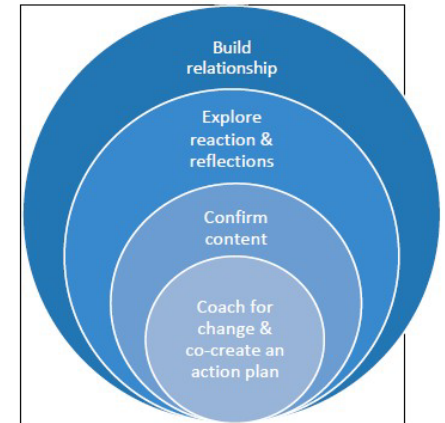 Build
relationship
Explore
reaction &
reflections
Confirm
content
Coach for
change &
co-create an
action plan